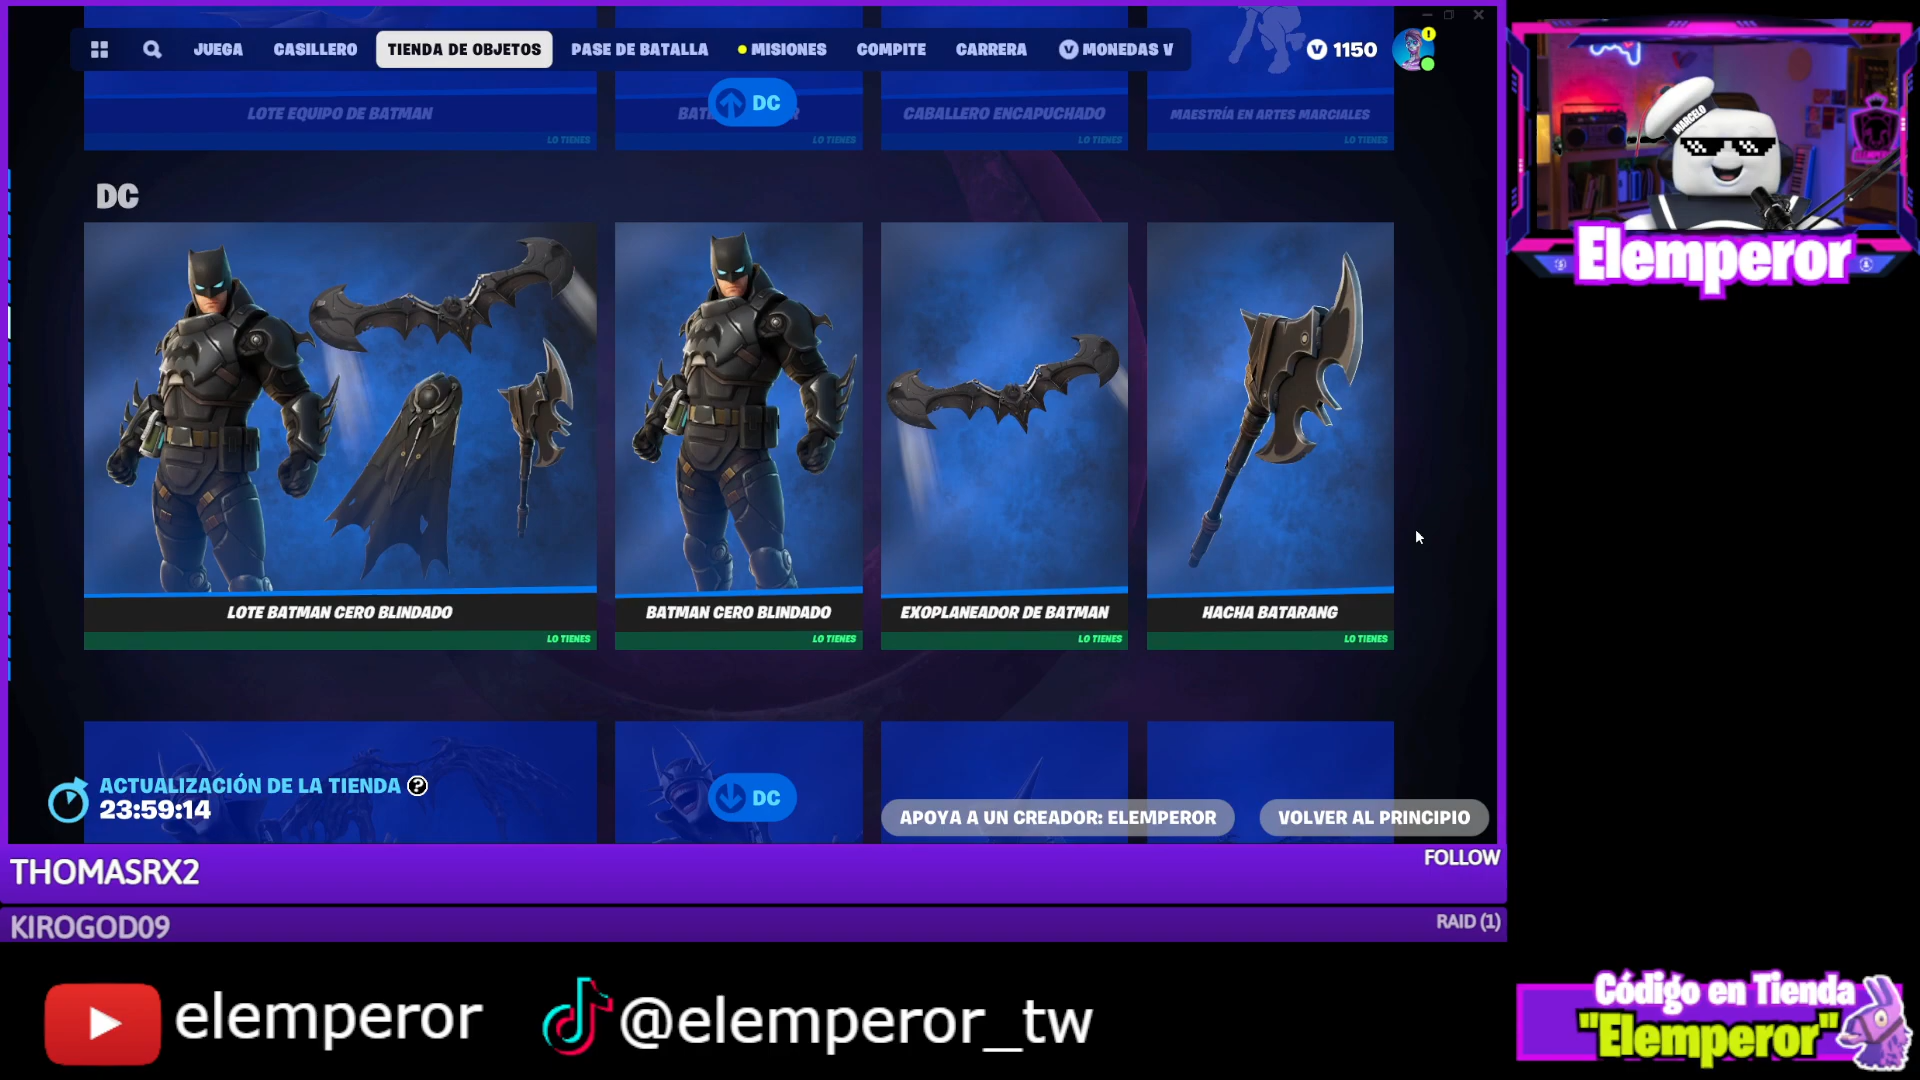 JUEGA CASILLERO TIENDA DE OBJETOS PASE DE BATALLA MISIONES COMPITE CARRERA MONEDAS V 1150
LOTE EQUIPO DE BATMAN
LO TIENES
LO TIENES
DC
CABALLERO ENCAPUCHADO
LO TIENES
MAESTRÍA EN ARTES MARCIALES
LO TIENES
DC
LOTE BATMAN CERO BLINDADO
LO TIENES
BATMAN CERO BLINDADO
LO TIENES
EXOPLANEADOR DE BATMAN
LO TIENES
HACHA BATARANG
LO TIENES
ACTUALIZACIÓN DE LA TIENDA ?
23:59:14
DC
APOYA A UN CREADOR: ELEMPEROR
VOLVER AL PRINCIPIO
MARCELO
Elemperor
THOMASRX2 FOLLOW
KIROGOD09 RAID (1)
elemperor @elemperor_tw
Código en Tienda
"Elemperor"